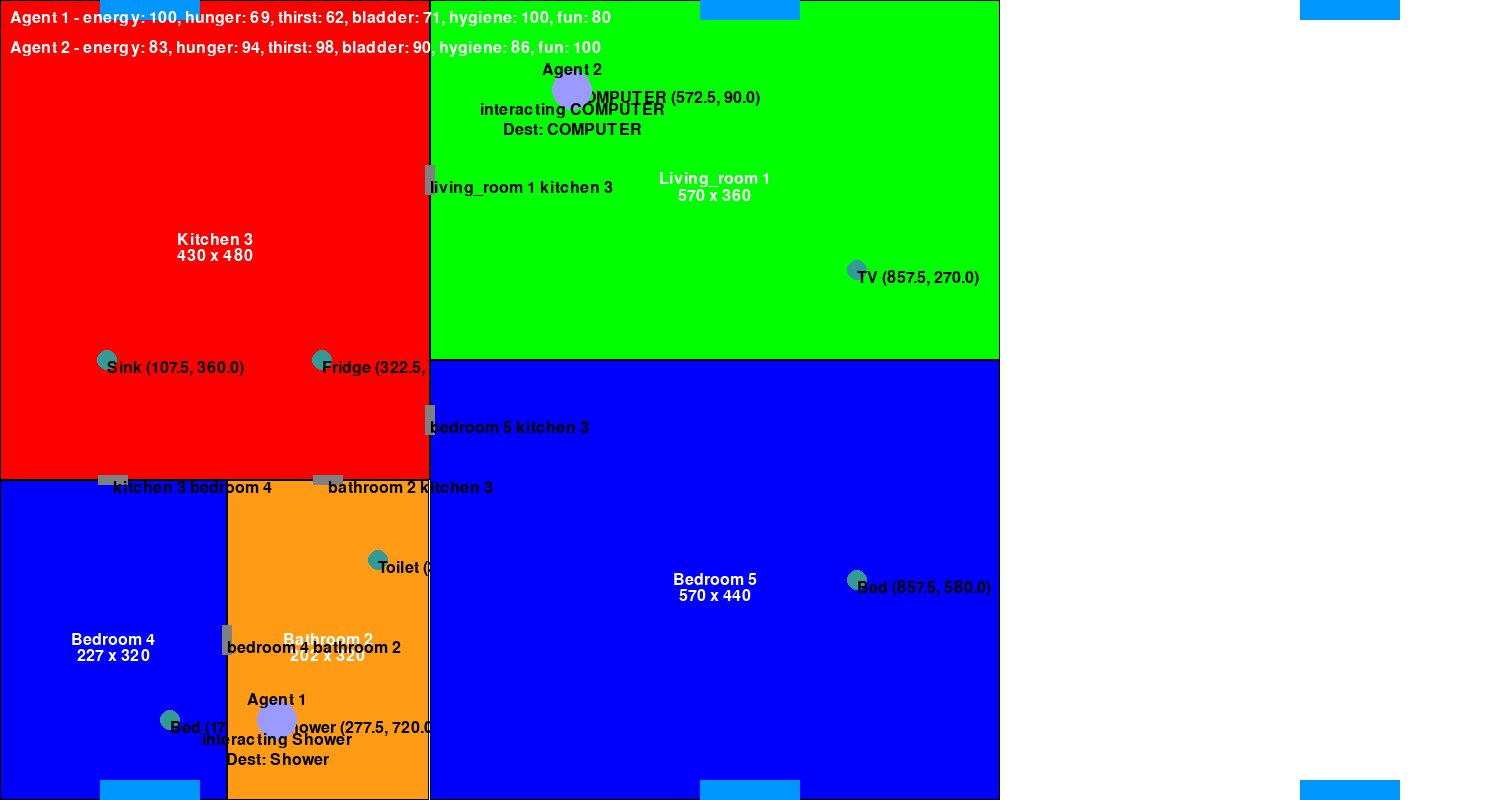 Agent 1 - energy: 100, hunger: 69, thirst: 62, bladder: 71, hygiene: 100, fun: 80
Agent 2 - energy: 83, hunger: 94, thirst: 98, bladder: 90, hygiene: 86, fun: 100
Agent 2
OMPUTER (572.5, 90.0)
interacting COMPUTER
Dest: COMPUTER
Living_room 1
570 x 360
living_room 1 kitchen 3
Kitchen 3
430 x 480
TV (857.5, 270.0)
Sink (107.5, 360.0)
Fridge (322.5,
bedroom 5 kitchen 3
kitchen 3 bedroom 4
bathroom 2 kitchen 3
Toilet (
Bedroom 5
570 x 440
Bed (857.5, 580.0)
Bedroom 4
227 x 320
Bathroom 2
202 x 320
bedroom 4 bathroom 2
Agent 1
Bed (17
ower (277.5, 720.0
interacting Shower
Dest: Shower